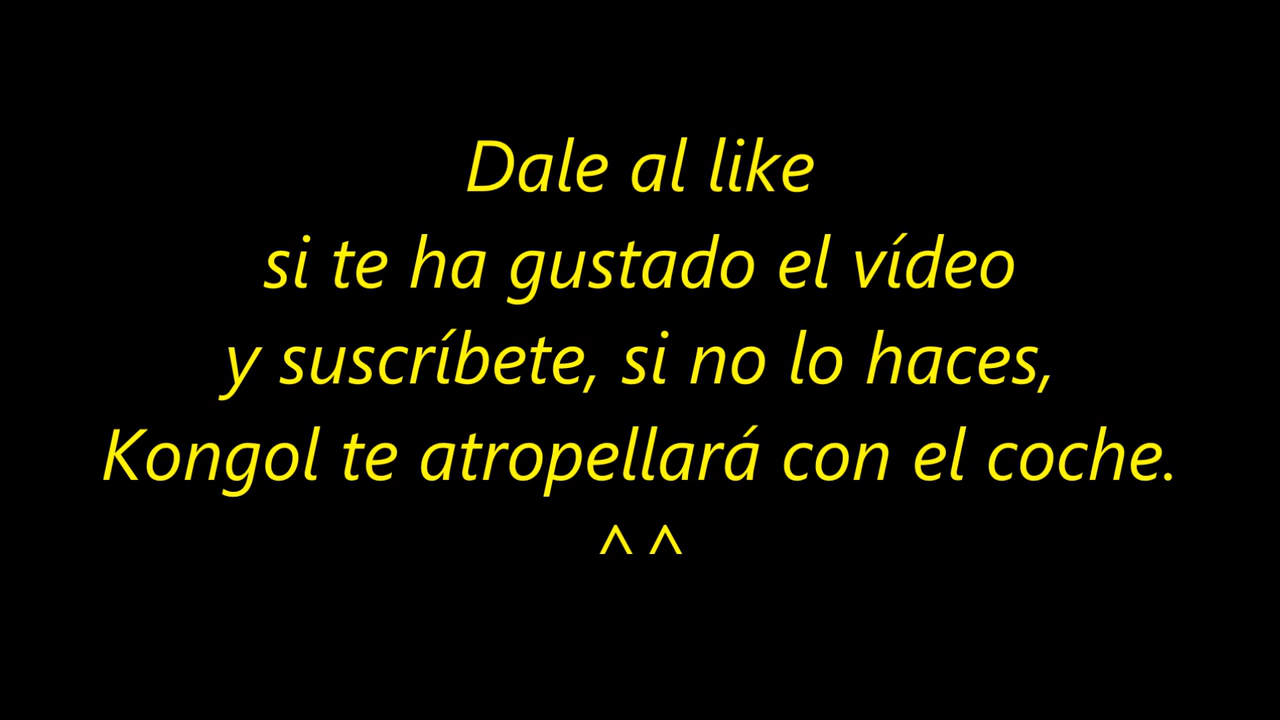 Dale al like
si te ha gustado el vídeo
y suscríbete, si no lo haces,
Kongol te atropellará con el coche.
^ ^